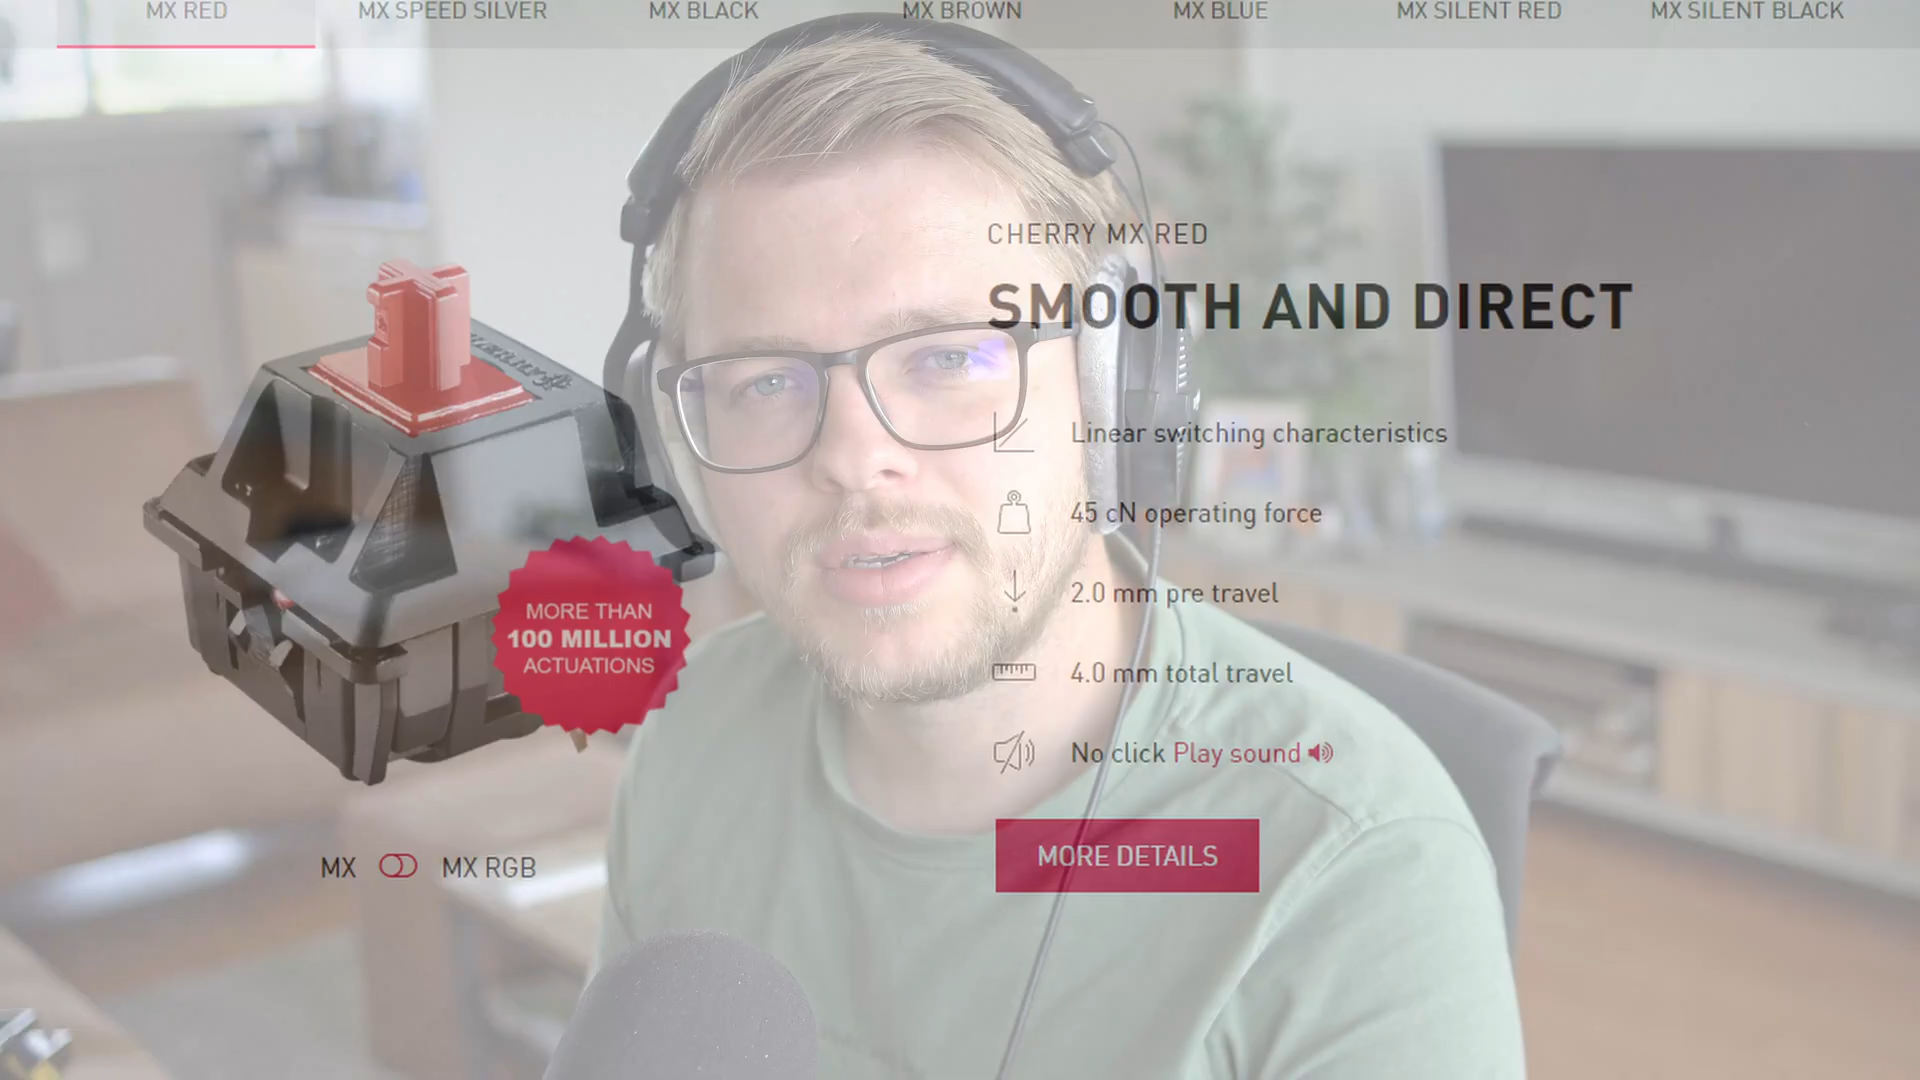 MX RED
MX SPEED SILVER
MX BLACK
MX BROWN
MX BLUE
MX SILENT RED
MX SILENT BLACK
CHERRY MX RED
SMOOTH AND DIRECT
Linear switching characteristics
45 cN operating force
2.0 mm pre travel
4.0 mm total travel
No click Play sound
MORE DETAILS
MORE THAN
100 MILLION
ACTUATIONS
MX
MX RGB